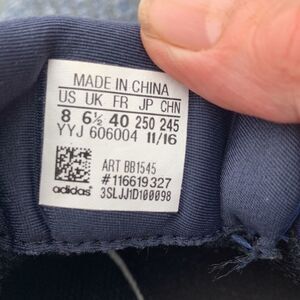 MADE IN CHINA
US UK FR JP CHN
8 6½ 40 250 245
YYJ 606004 11/16
ART BB1545
#116619327
adidas 3SLJJ1D100098